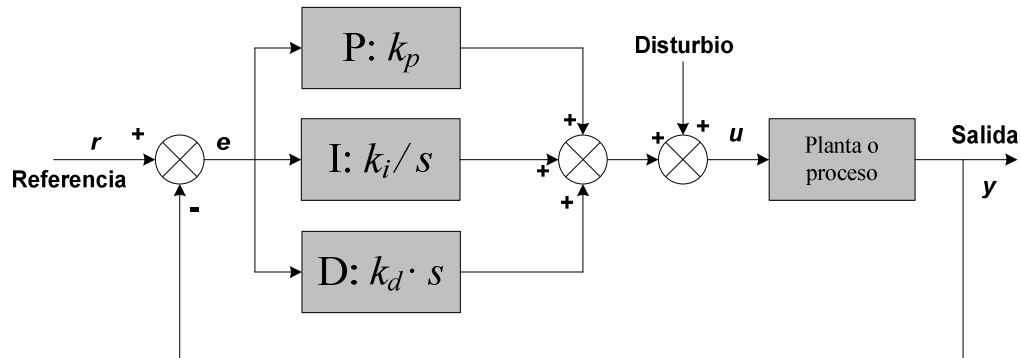 P: kp
Disturbio
+
+
+
r
+
e
I: ki / s
+
+
u
Planta o
proceso
Salida
Referencia
-
+
y
D: kd · s